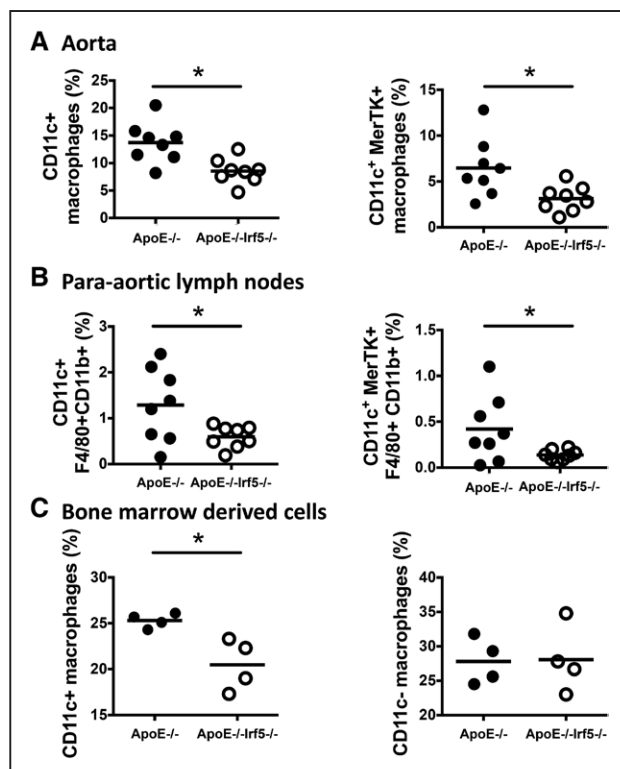 A Aorta
*
CD11c+
macrophages (%)
25
20
15
10
5
0
ApoE-/- ApoE-/-Irf5-/-
*
CD11c+ MerTK+
macrophages (%)
15
10
5
0
ApoE-/- ApoE-/-Irf5-/-
B Para-aortic lymph nodes
*
CD11c+
F4/80+CD11b+ (%)
3
2
1
0
ApoE-/- ApoE-/-Irf5-/-
*
CD11c+ MerTK+
F4/80+ CD11b+ (%)
1.5
1.0
0.5
0.0
ApoE-/- ApoE-/-Irf5-/-
C Bone marrow derived cells
*
CD11c+ macrophages (%)
30
25
20
15
ApoE-/- ApoE-/-Irf5-/-
CD11c- macrophages (%)
40
35
30
25
20
ApoE-/- ApoE-/-Irf5-/-